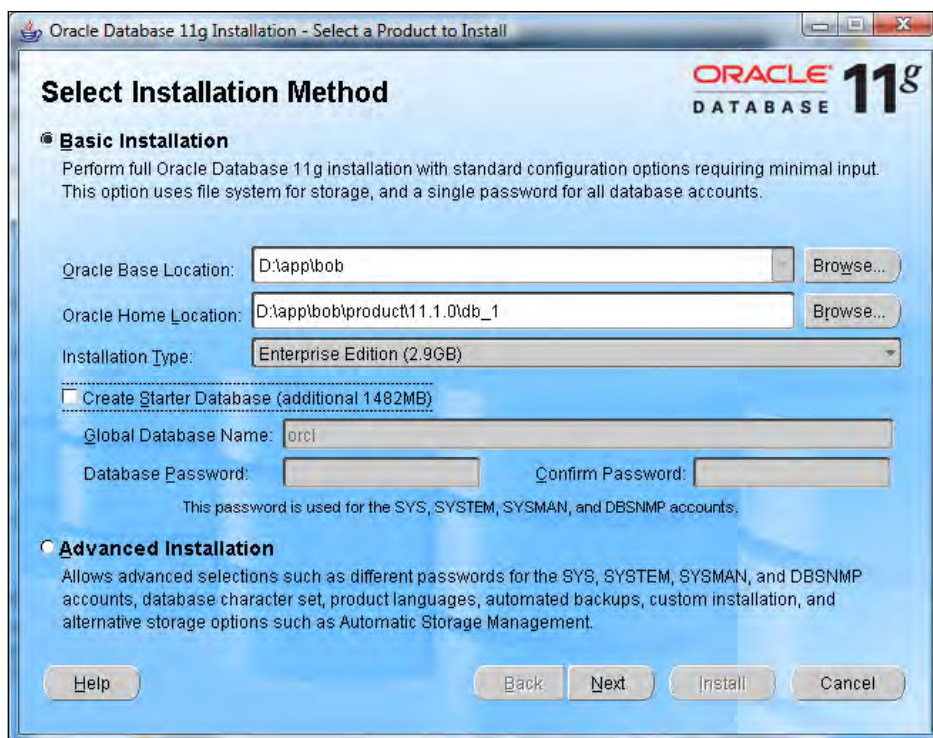 Oracle Database 11g Installation - Select a Product to Install
Select Installation Method
ORACLE DATABASE 11g
Basic Installation
Perform full Oracle Database 11g installation with standard configuration options requiring minimal input.
This option uses file system for storage, and a single password for all database accounts.
Oracle Base Location: D:\app\bob Browse...
Oracle Home Location: D:\app\bob\product\11.1.0\db_1 Browse...
Installation Type: Enterprise Edition (2.9GB)
Create Starter Database (additional 1482MB)
Global Database Name: orcl
Database Password: Confirm Password:
This password is used for the SYS, SYSTEM, SYSMAN, and DBSNMP accounts.
Advanced Installation
Allows advanced selections such as different passwords for the SYS, SYSTEM, SYSMAN, and DBSNMP
accounts, database character set, product languages, automated backups, custom installation, and
alternative storage options such as Automatic Storage Management.
Help Back Next Install Cancel